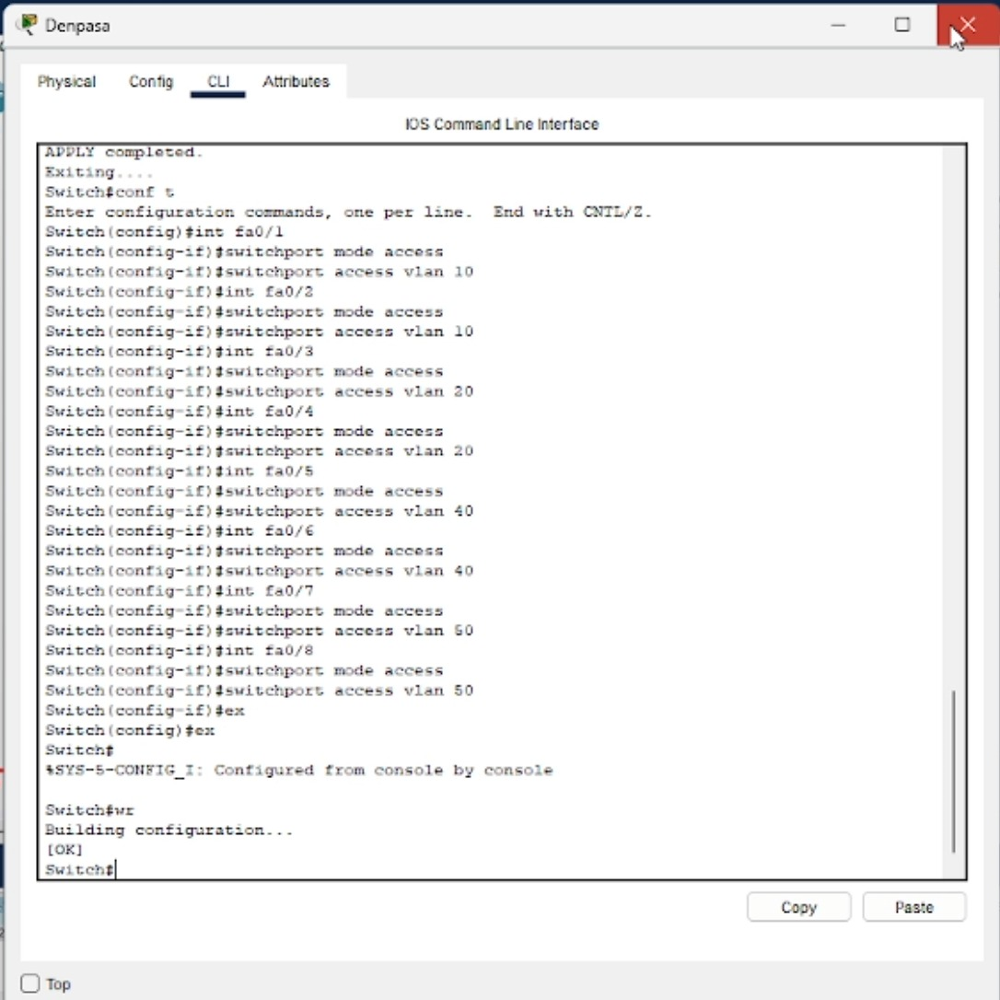 Denpasa
Physical Config CLI Attributes
IOS Command Line Interface
APPLY completed.
Exiting....
Switch#conf t
Enter configuration commands, one per line.  End with CNTL/Z.
Switch(config)#int fa0/1
Switch(config-if)#switchport mode access
Switch(config-if)#switchport access vlan 10
Switch(config-if)#int fa0/2
Switch(config-if)#switchport mode access
Switch(config-if)#switchport access vlan 10
Switch(config-if)#int fa0/3
Switch(config-if)#switchport mode access
Switch(config-if)#switchport access vlan 20
Switch(config-if)#int fa0/4
Switch(config-if)#switchport mode access
Switch(config-if)#switchport access vlan 20
Switch(config-if)#int fa0/5
Switch(config-if)#switchport mode access
Switch(config-if)#switchport access vlan 40
Switch(config-if)#int fa0/6
Switch(config-if)#switchport mode access
Switch(config-if)#switchport access vlan 40
Switch(config-if)#int fa0/7
Switch(config-if)#switchport mode access
Switch(config-if)#switchport access vlan 50
Switch(config-if)#int fa0/8
Switch(config-if)#switchport mode access
Switch(config-if)#switchport access vlan 50
Switch(config-if)#ex
Switch(config)#ex
Switch#
%SYS-5-CONFIG_I: Configured from console by console
Switch#wr
Building configuration...
[OK]
Switch#
Copy Paste
Top